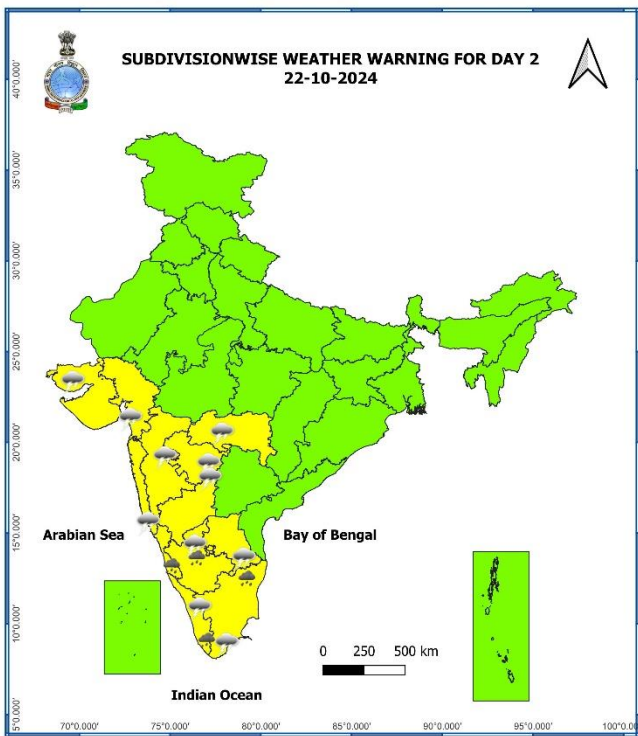 SUBDIVISIONWISE WEATHER WARNING FOR DAY 2
22-10-2024
40°0.000'
35°0.000'
30°0.000'
25°0.000'
20°0.000'
15°0.000'
10°0.000'
5°0.000'
Arabian Sea
Bay of Bengal
0 250 500 km
Indian Ocean
70°0.000' 75°0.000' 80°0.000' 85°0.000' 90°0.000' 95°0.000'